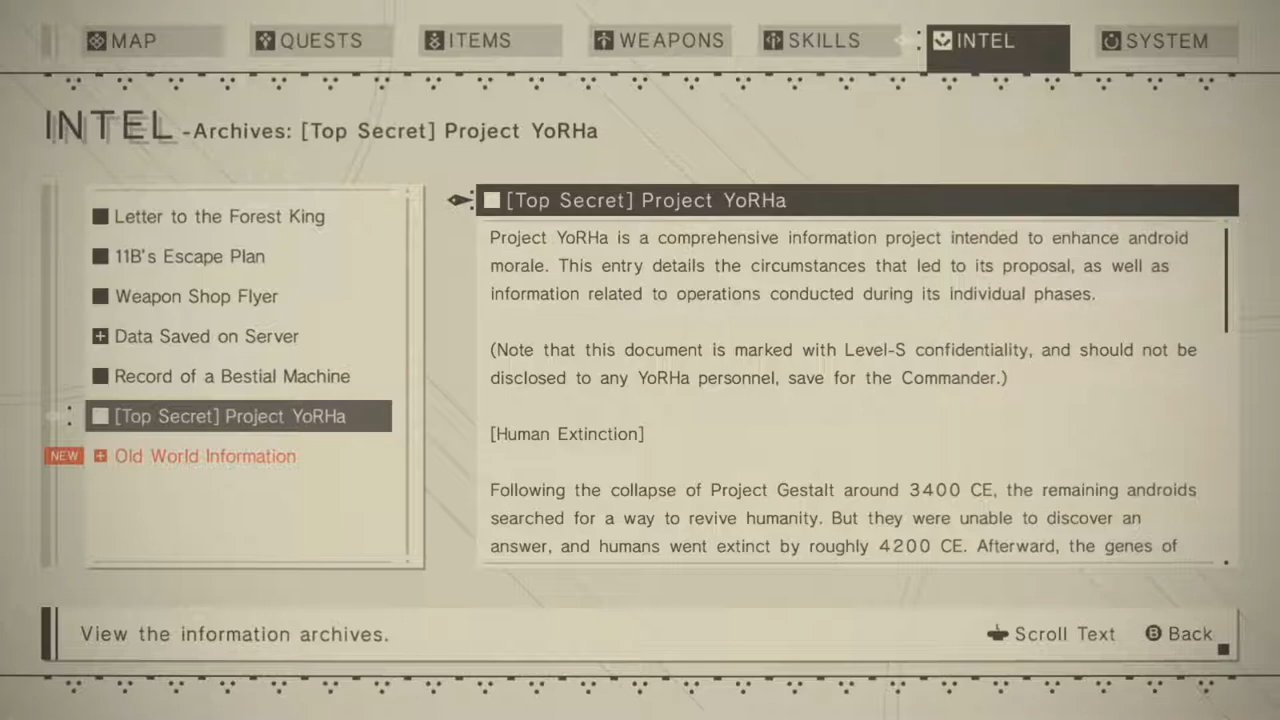 MAP
QUESTS
ITEMS
WEAPONS
SKILLS
INTEL
SYSTEM
INTEL -Archives: [Top Secret] Project YoRHa
Letter to the Forest King
11B's Escape Plan
Weapon Shop Flyer
Data Saved on Server
Record of a Bestial Machine
[Top Secret] Project YoRHa
NEW Old World Information
[Top Secret] Project YoRHa
Project YoRHa is a comprehensive information project intended to enhance android
morale. This entry details the circumstances that led to its proposal, as well as
information related to operations conducted during its individual phases.
(Note that this document is marked with Level-S confidentiality, and should not be
disclosed to any YoRHa personnel, save for the Commander.)
[Human Extinction]
Following the collapse of Project Gestalt around 3400 CE, the remaining androids
searched for a way to revive humanity. But they were unable to discover an
answer, and humans went extinct by roughly 4200 CE. Afterward, the genes of
View the information archives.
Scroll Text
B Back